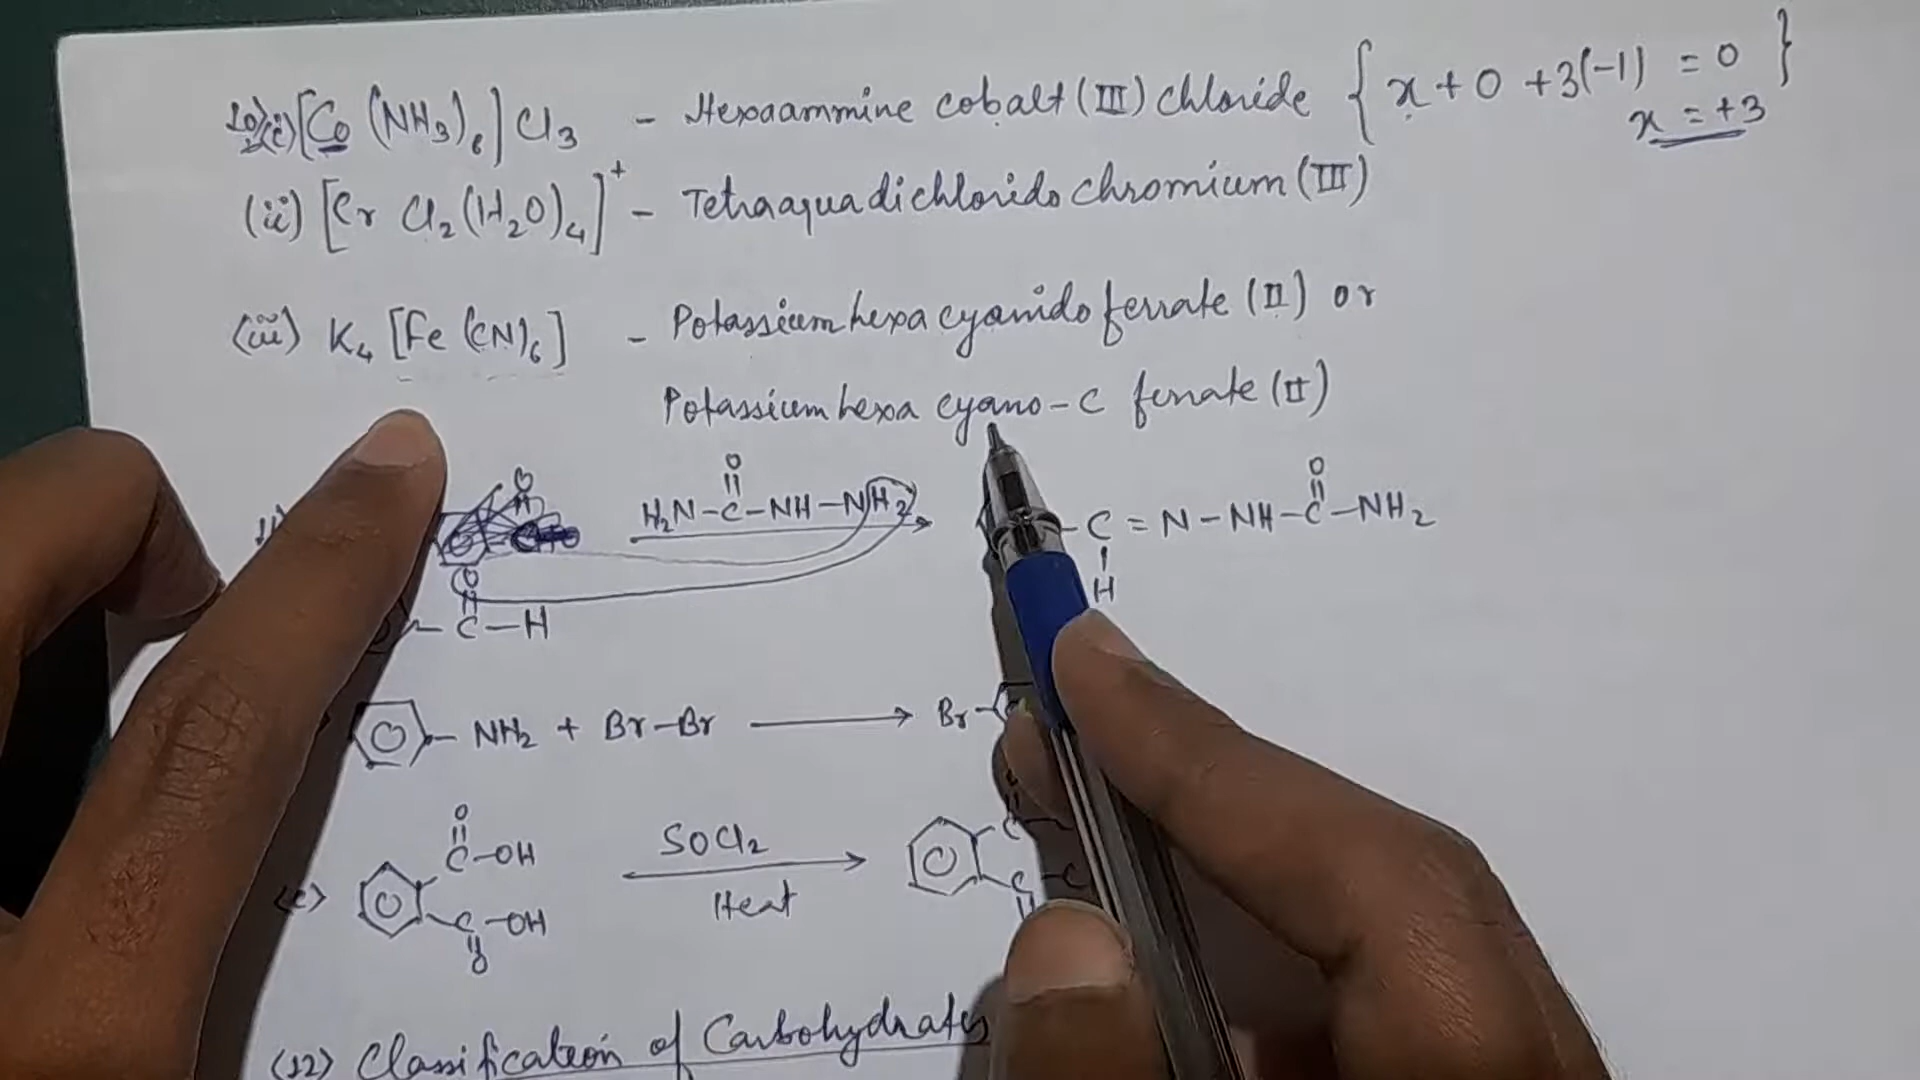 10)(i) [Co (NH3)6] Cl3 - Hexaammine cobalt (III) chloride { x + 0 + 3(-1) = 0 }
x = +3
(ii) [Cr Cl2 (H2O)4]+ - Tetraaquadichlorido chromium (III)
(iii) K4 [Fe (CN)6] - Potassium hexa cyanido ferrate (II) or
Potassium hexa cyano-C ferrate (II)
11)
H2N-C-NH-NH2
O
C=N-NH-C-NH2
O
H
O
C-H
NH2 + Br-Br → Br-
(c)
O
C-OH
C-OH
O
SOCl2
Heat
(12) Classification of Carbohydrates